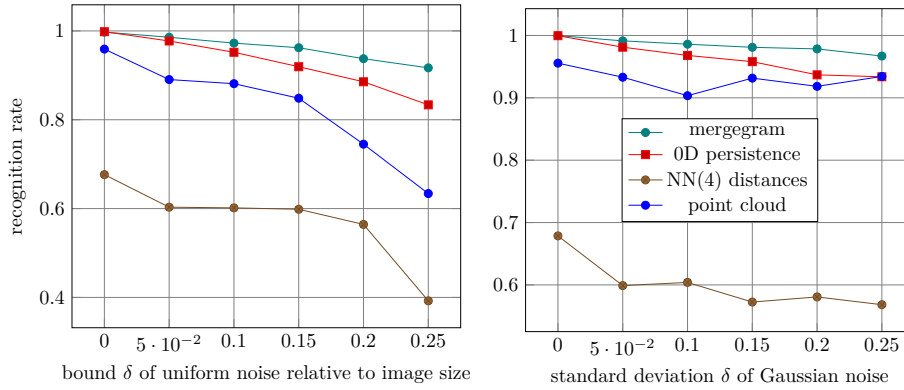 1
0.8
0.6
0.4
recognition rate
0
5 · 10⁻²
0.1
0.15
0.2
0.25
bound δ of uniform noise relative to image size
1
0.9
0.8
0.7
0.6
mergegram
0D persistence
NN(4) distances
point cloud
0
5 · 10⁻²
0.1
0.15
0.2
0.25
standard deviation δ of Gaussian noise